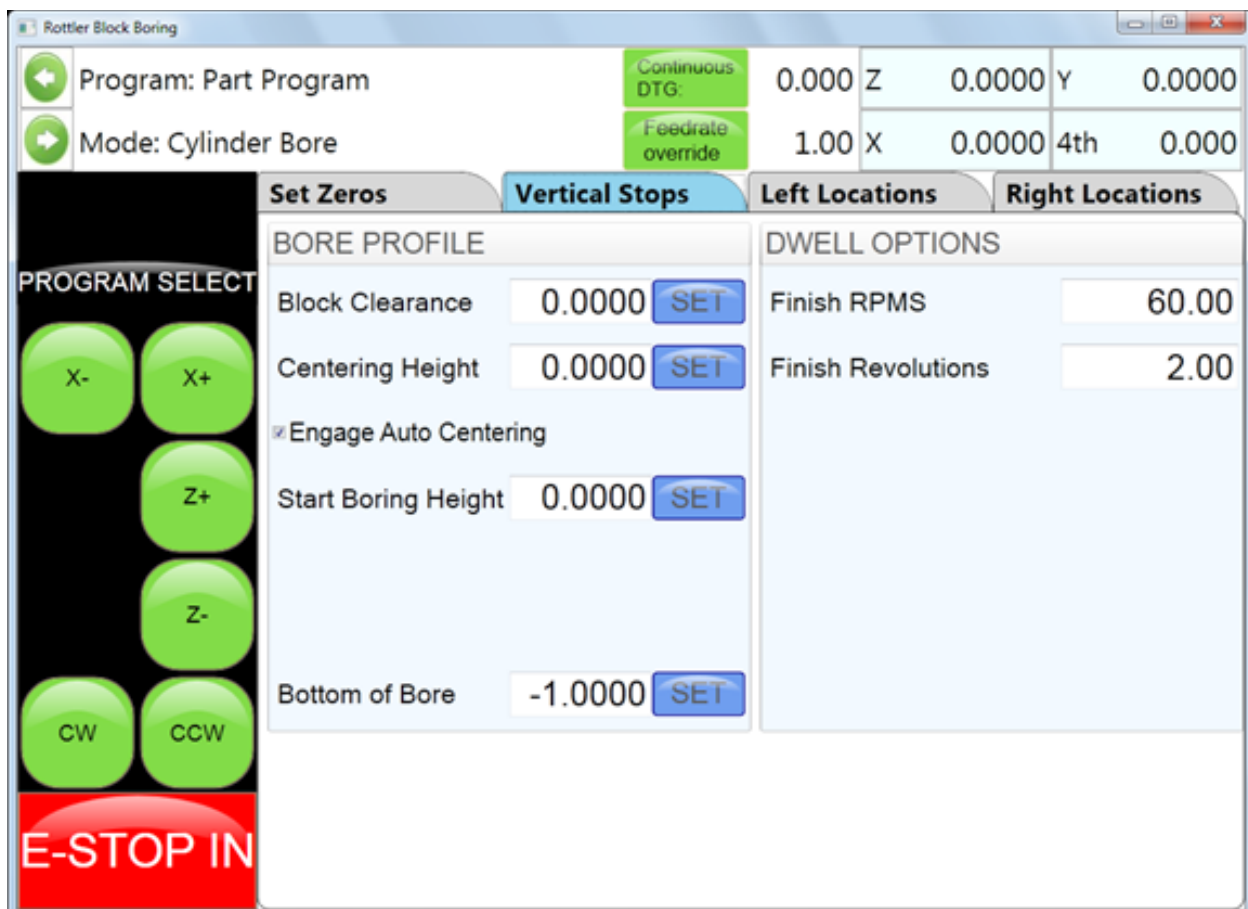 Rottler Block Boring
Program: Part Program
Continuous DTG:
0.000
Z 0.0000
Y 0.0000
Mode: Cylinder Bore
Feedrate override
1.00
X 0.0000
4th 0.000
Set Zeros
Vertical Stops
Left Locations
Right Locations
PROGRAM SELECT
X-
X+
Z+
Z-
CW
CCW
E-STOP IN
BORE PROFILE
Block Clearance 0.0000 SET
Centering Height 0.0000 SET
Engage Auto Centering
Start Boring Height 0.0000 SET
Bottom of Bore -1.0000 SET
DWELL OPTIONS
Finish RPMS 60.00
Finish Revolutions 2.00